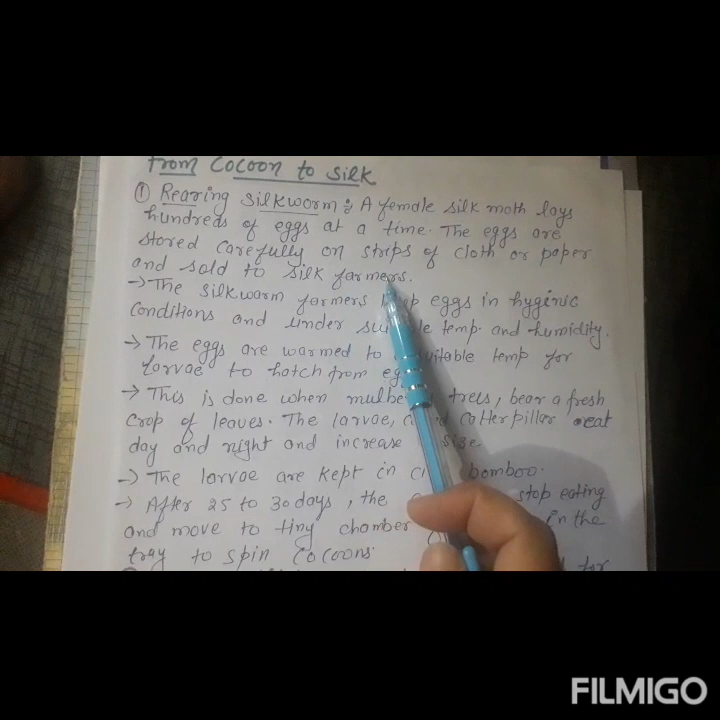 From Cocoon to Silk
① Rearing Silkworm : A female silk moth lays
hundreds of eggs at a time. The eggs are
stored carefully on strips of cloth or paper
and sold to silk farmers.
→ The silkworm farmers eggs in hyginic
conditions and under temp. and humidity.
→ The eggs are warmed to suitable temp for
larvae to hatch from
→ This is done when trees, bear a fresh
crop of leaves. The larvae, catterpillar eat
day and night and increase size.
→ The larvae are kept in bomboo.
→ After 25 to 30 days, the stop eating
and move to tiny chamber in the
tray to spin cocoons.
for
FILMIGO